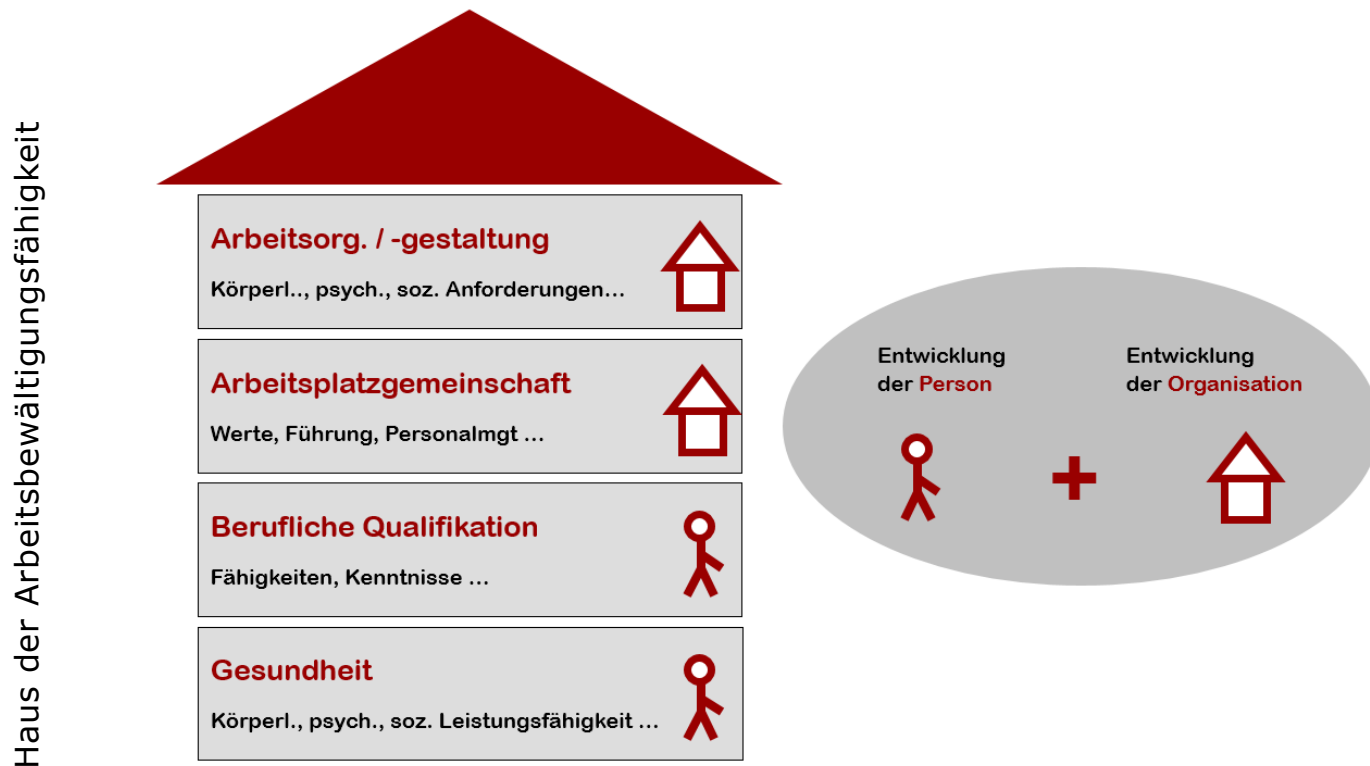 Haus der Arbeitsbewältigungsfähigkeit
Arbeitsorg. / -gestaltung
Körperl.., psych., soz. Anforderungen...
Arbeitsplatzgemeinschaft
Werte, Führung, Personalmgt ...
Berufliche Qualifikation
Fähigkeiten, Kenntnisse ...
Gesundheit
Körperl., psych., soz. Leistungsfähigkeit ...
Entwicklung
der Person
Entwicklung
der Organisation
+